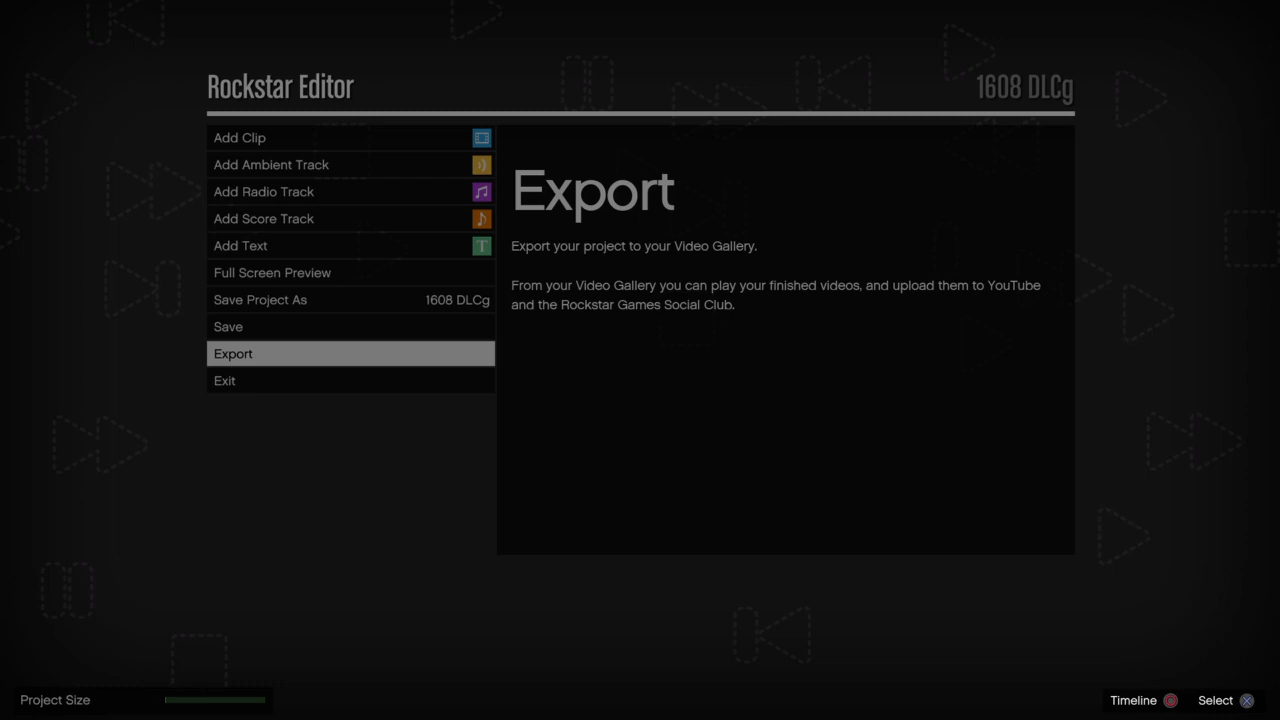 Rockstar Editor
1608 DLCg
Add Clip
Add Ambient Track
Add Radio Track
Add Score Track
Add Text
T
Full Screen Preview
Save Project As 1608 DLCg
Save
Export
Exit
Export
Export your project to your Video Gallery.
From your Video Gallery you can play your finished videos, and upload them to YouTube
and the Rockstar Games Social Club.
Project Size
Timeline
Select